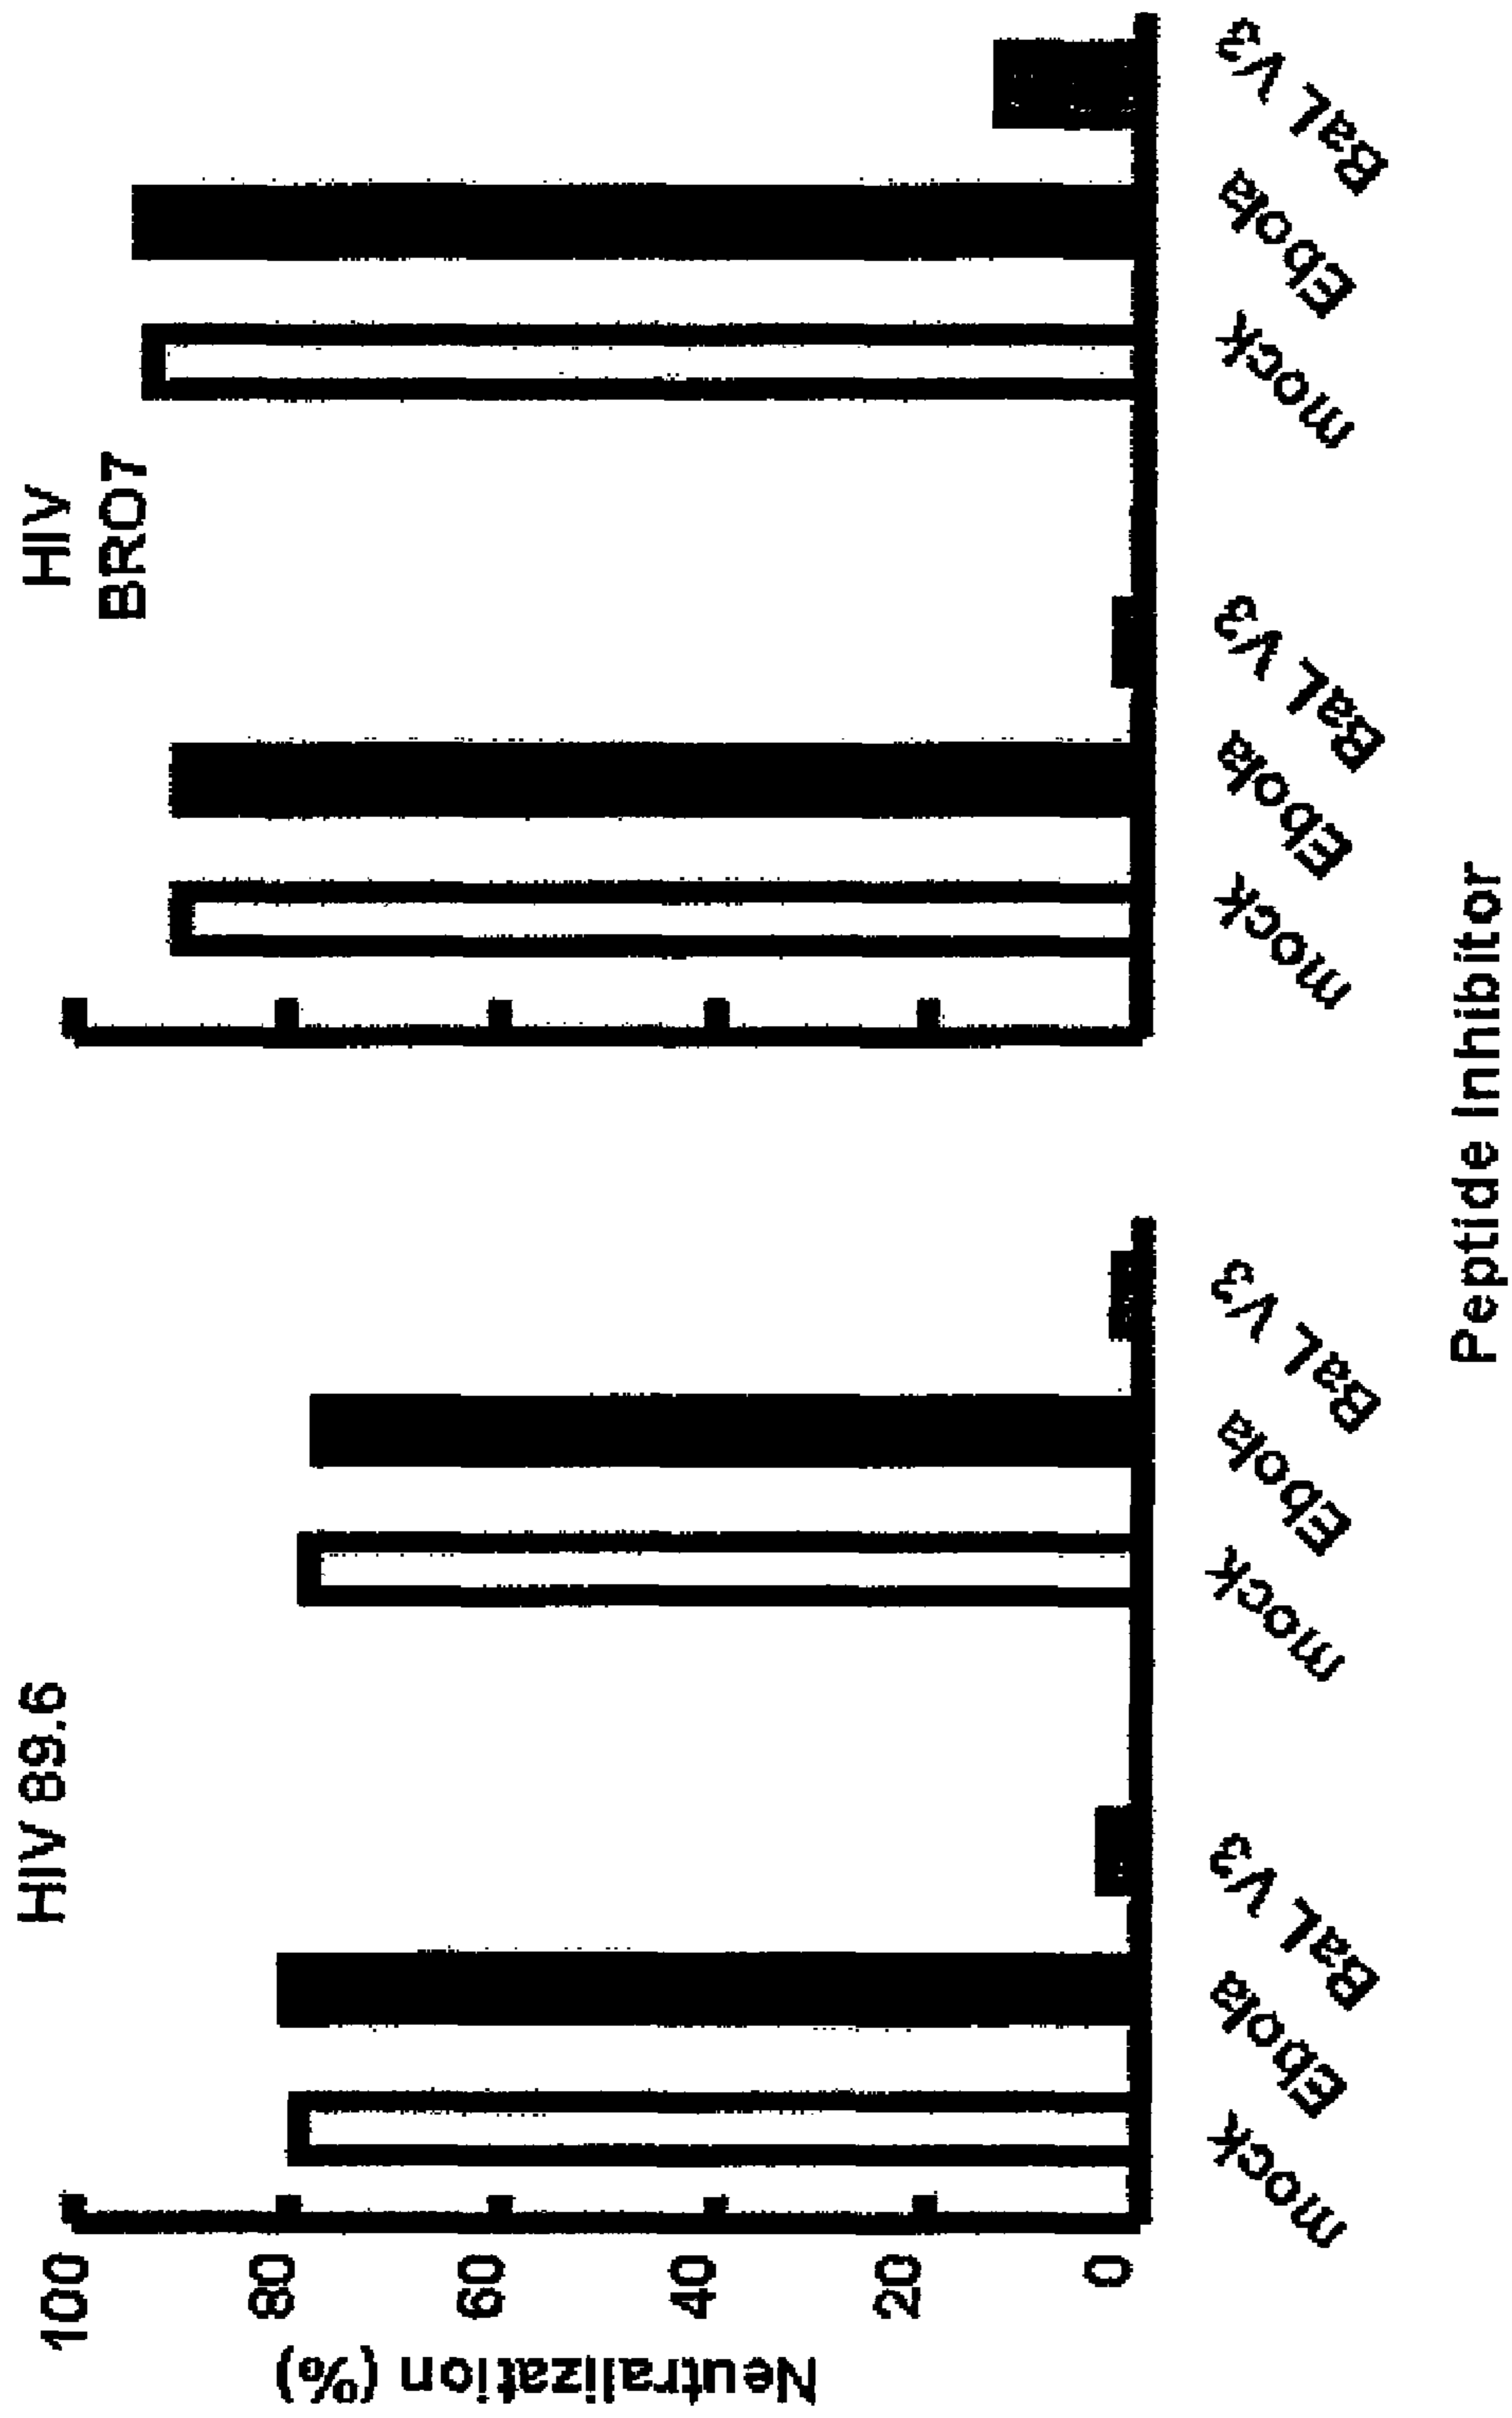 HIV 89.6
HIV
BRO7
Neutralization (%)
100
80
60
40
20
0
mock
Ebola
BaL V3
mock
Ebola
BaL V3
mock
Ebola
BaL V3
mock
Ebola
BaL V3
Peptide Inhibitor